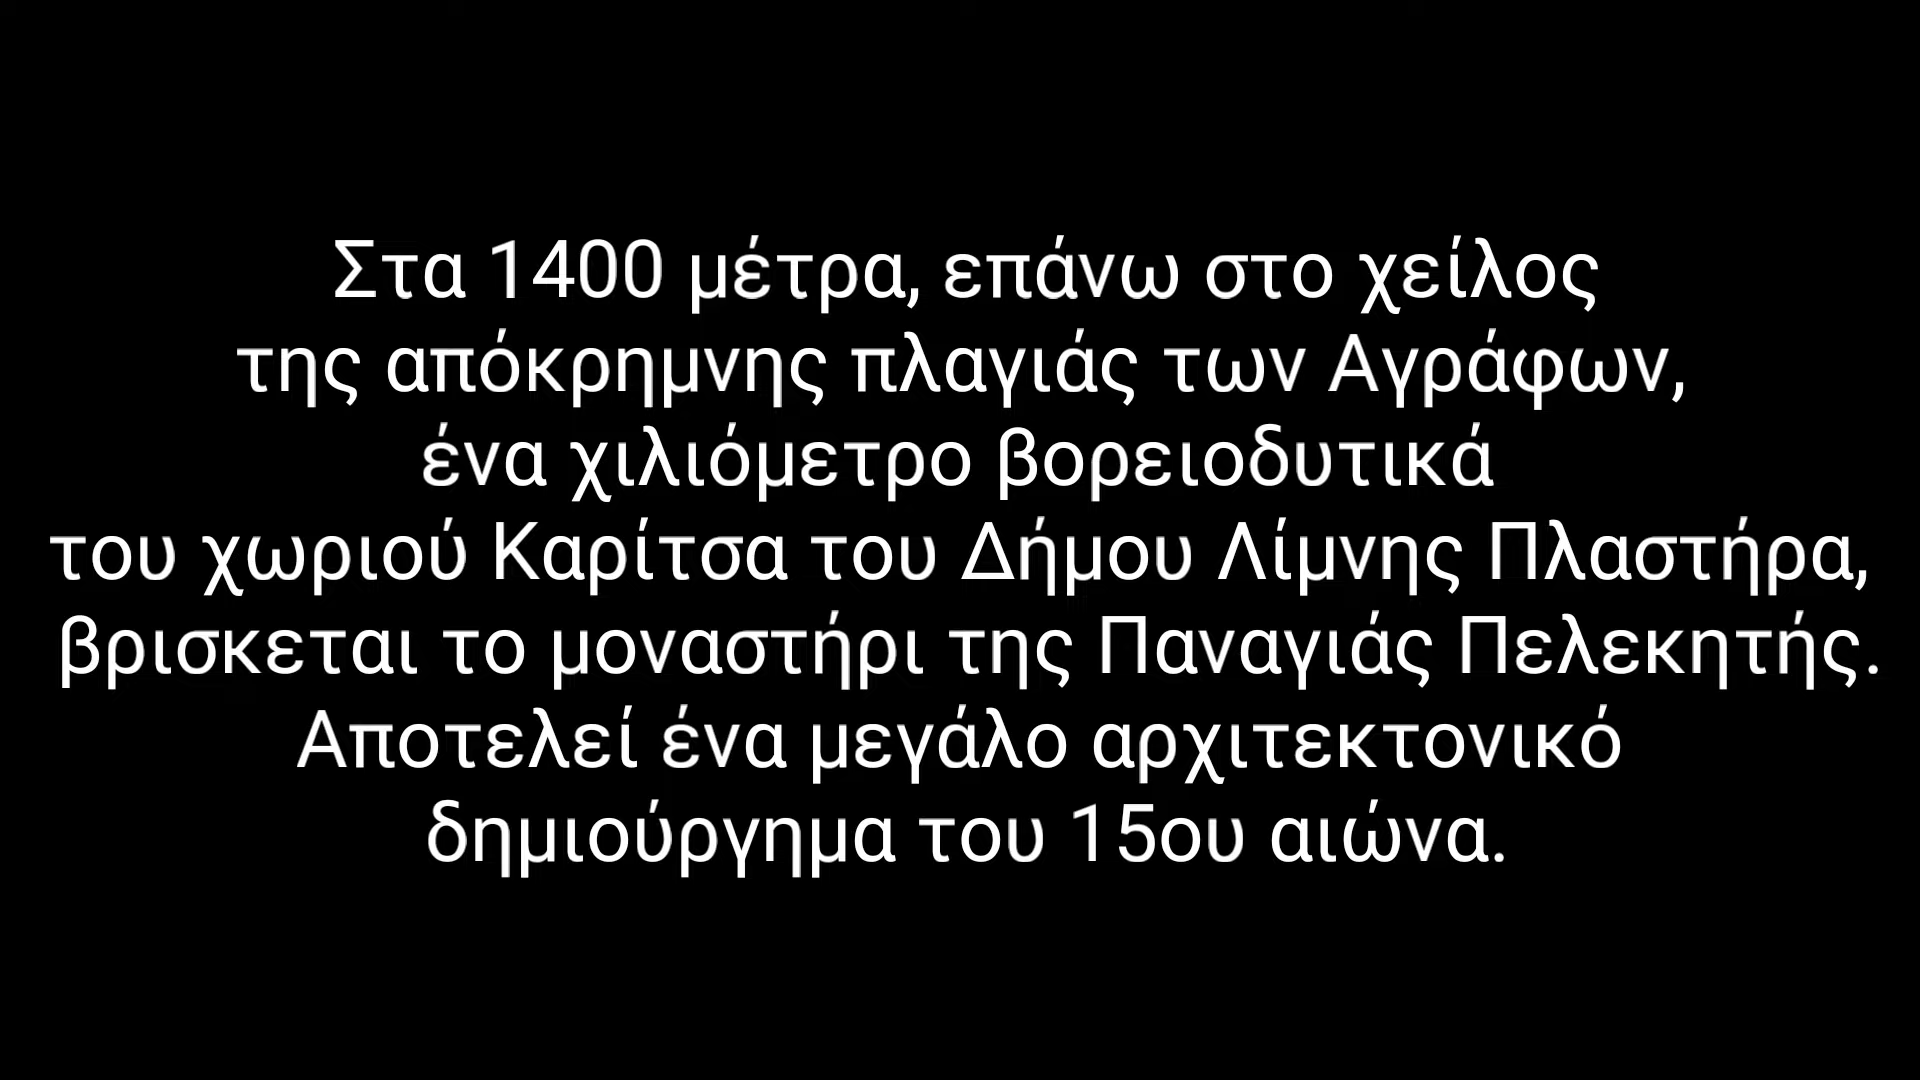 Στα 1400 μέτρα, επάνω στο χείλος
της απόκρημνης πλαγιάς των Αγράφων,
ένα χιλιόμετρο βορειοδυτικά
του χωριού Καρίτσα του Δήμου Λίμνης Πλαστήρα,
βρισκεται το μοναστήρι της Παναγιάς Πελεκητής.
Αποτελεί ένα μεγάλο αρχιτεκτονικό
δημιούργημα του 15ου αιώνα.